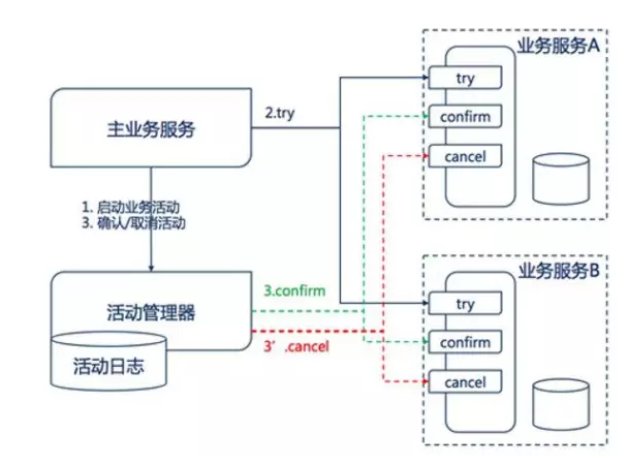 业务服务A
try
confirm
cancel
主业务服务
2.try
1. 启动业务活动
3. 确认/取消活动
业务服务B
try
confirm
cancel
活动管理器
活动日志
3.confirm
3′.cancel